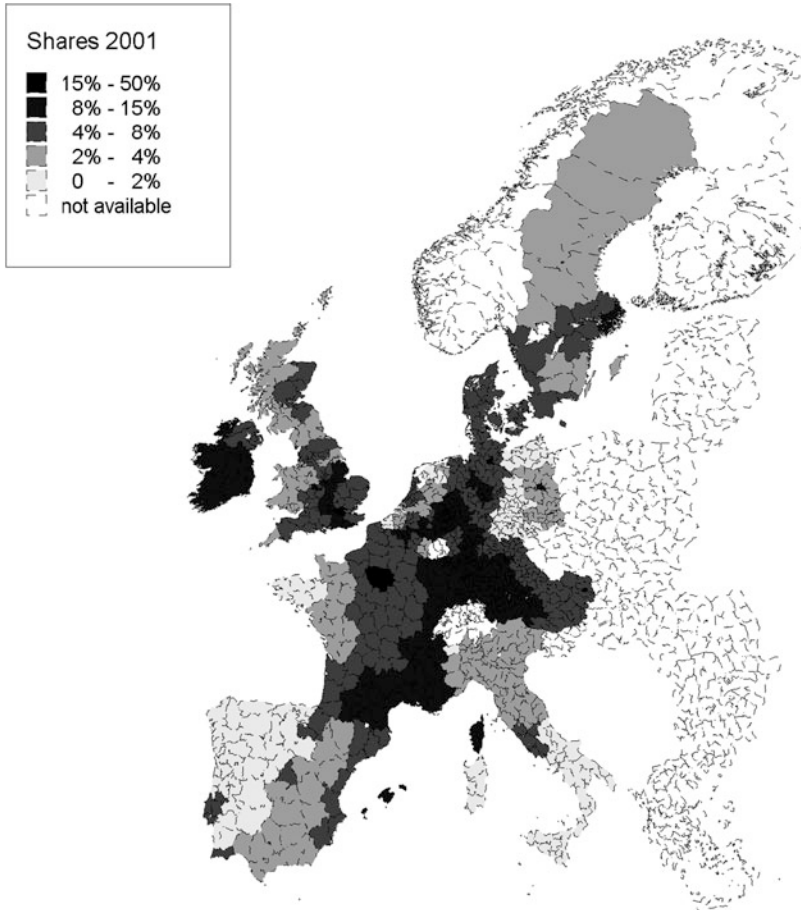 Shares 2001
15% - 50%
8% - 15%
4% - 8%
2% - 4%
0 - 2%
not available